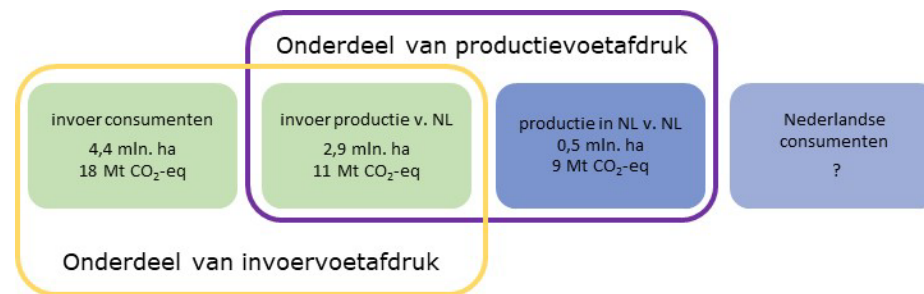 Onderdeel van productievoetafdruk
invoer consumenten
4,4 mln. ha
18 Mt CO₂-eq
invoer productie v. NL
2,9 mln. ha
11 Mt CO₂-eq
productie in NL v. NL
0,5 mln. ha
9 Mt CO₂-eq
Nederlandse
consumenten
?
Onderdeel van invoervoetafdruk